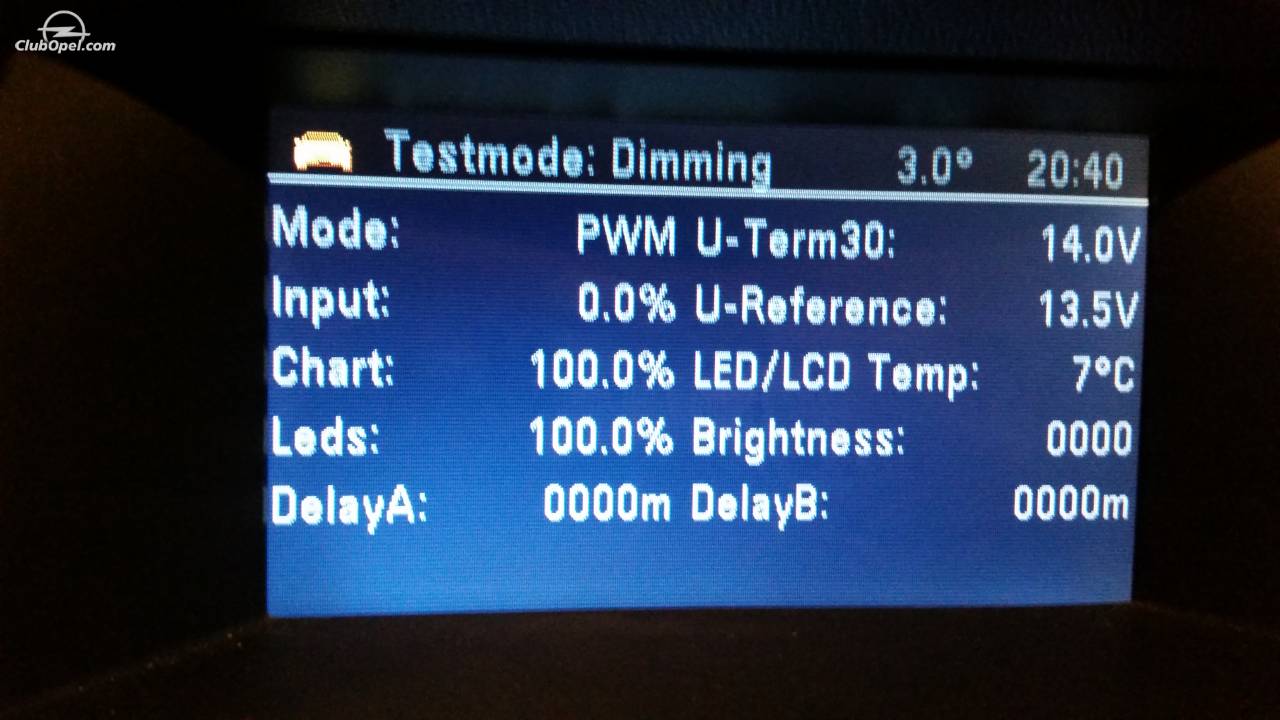 ClubOpel.com
Testmode: Dimming 3.0° 20:40
Mode: PWM U-Term30: 14.0V
Input: 0.0% U-Reference: 13.5V
Chart: 100.0% LED/LCD Temp: 7°C
Leds: 100.0% Brightness: 0000
DelayA: 0000m DelayB: 0000m